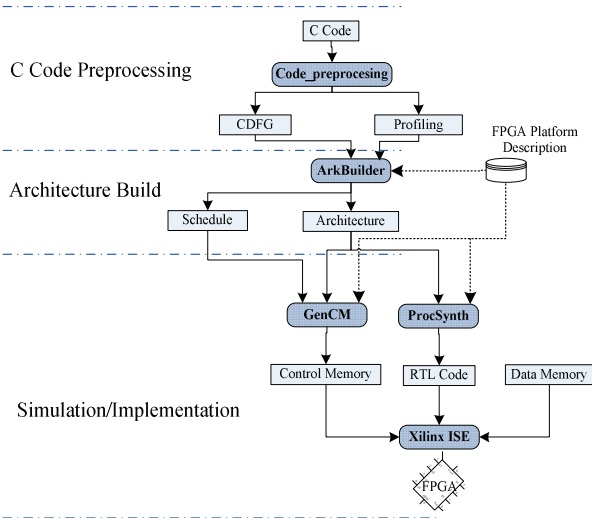 C Code
C Code Preprocessing
Code_preprocesing
CDFG
Profiling
FPGA Platform
Description
ArkBuilder
Architecture Build
Schedule
Architecture
GenCM
ProcSynth
Control Memory
RTL Code
Data Memory
Simulation/Implementation
Xilinx ISE
FPGA